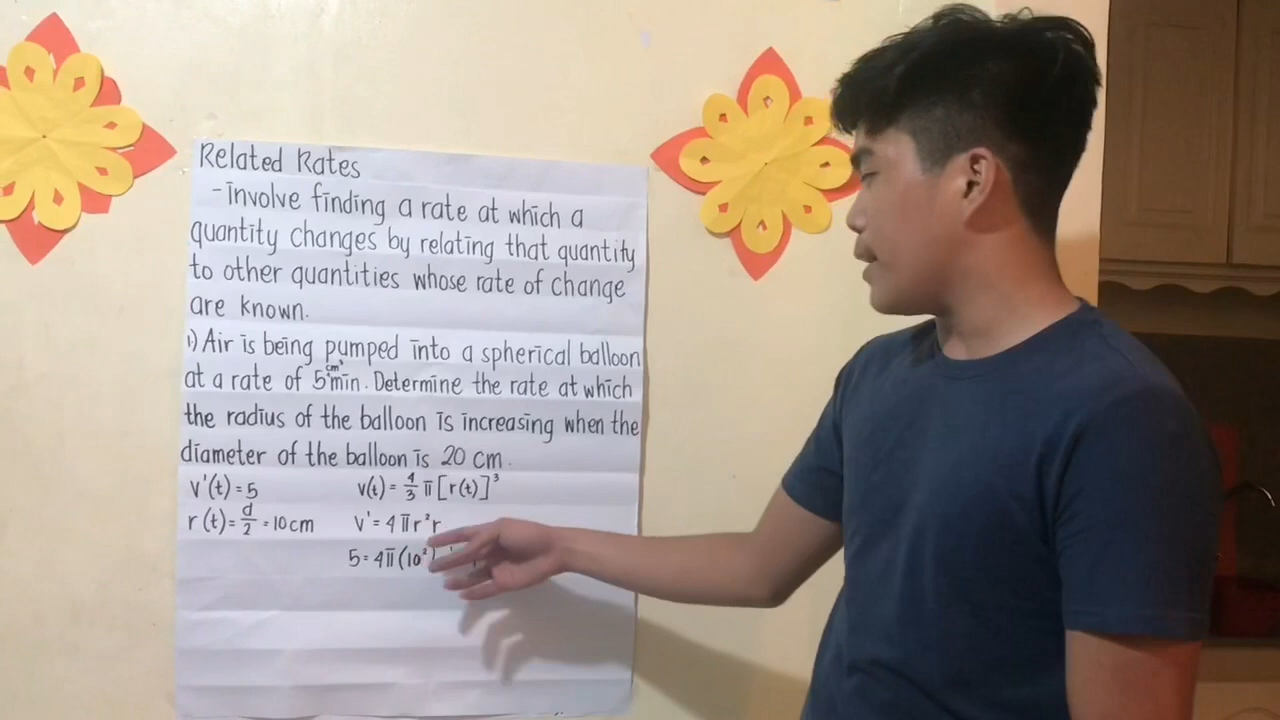 Related Rates
- Involve finding a rate at which a
quantity changes by relating that quantity
to other quantities whose rate of change
are known.
1) Air is being pumped into a spherical balloon
at a rate of 5 cm³/min. Determine the rate at which
the radius of the balloon is increasing when the
diameter of the balloon is 20 cm.
v'(t) = 5
r(t) = d/2 = 10 cm
v(t) = 4/3 π [r(t)]³
v' = 4πr²r
5 = 4π(10²)